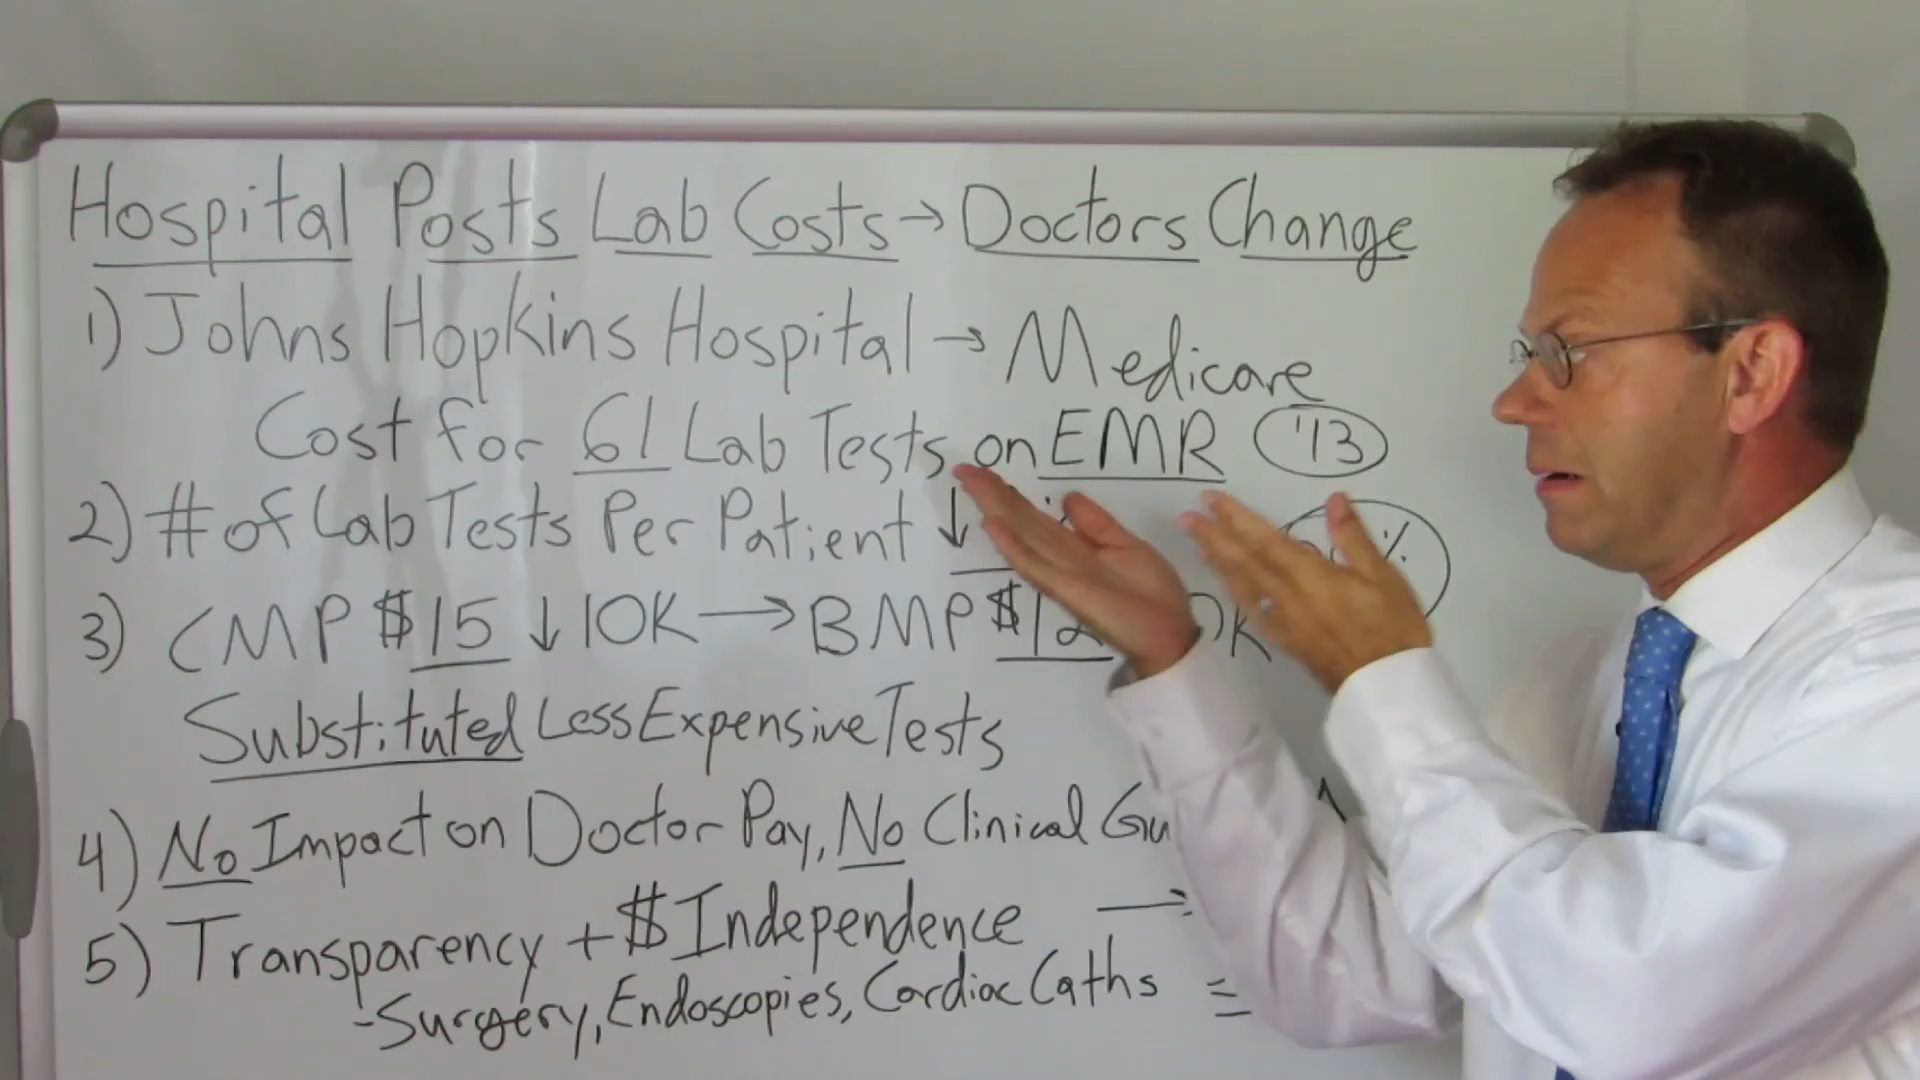 Hospital Posts Lab Costs → Doctors Change
1) Johns Hopkins Hospital → Medicare
Cost for 61 Lab Tests on EMR '13
2) # of Lab Tests Per Patient ↓ %
3) CMP $15 ↓ 10K → BMP $12 K
Substituted Less Expensive Tests
4) No Impact on Doctor Pay, No Clinical Gu
5) Transparency + $ Independence →
- Surgery, Endoscopies, Cardiac Caths =